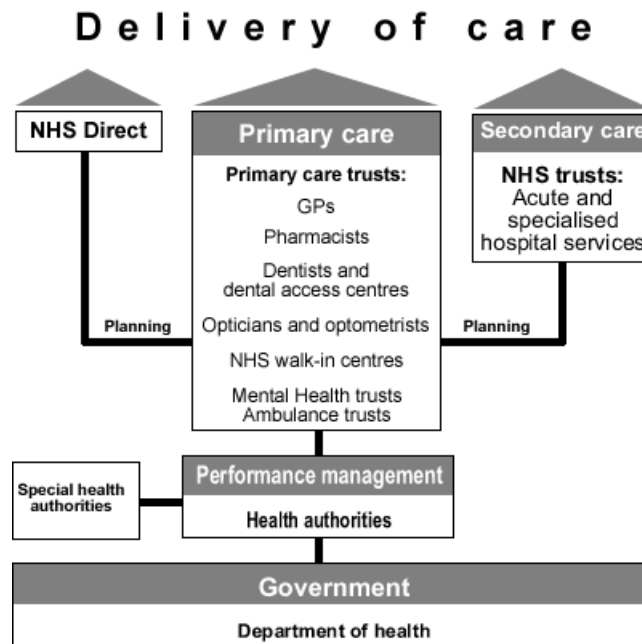 Delivery of care
NHS Direct
Primary care
Primary care trusts:
GPs
Pharmacists
Dentists and
dental access centres
Opticians and optometrists
NHS walk-in centres
Mental Health trusts
Ambulance trusts
Secondary care
NHS trusts:
Acute and
specialised
hospital services
Planning
Planning
Special health
authorities
Performance management
Health authorities
Government
Department of health